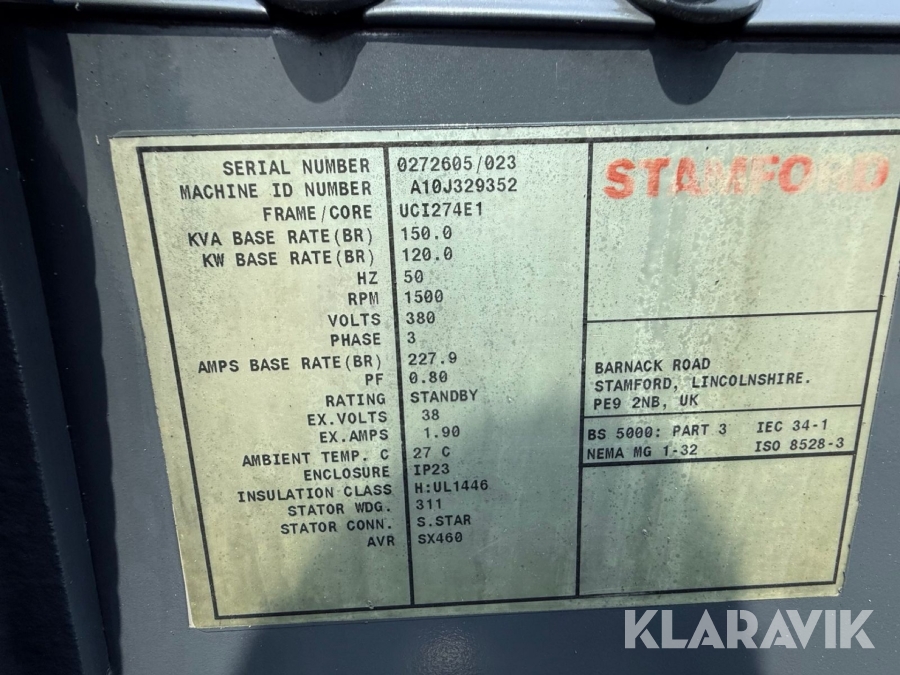 SERIAL NUMBER 0272605/023
MACHINE ID NUMBER A10J329352
FRAME/CORE UCI274E1
KVA BASE RATE(BR) 150.0
KW BASE RATE(BR) 120.0
HZ 50
RPM 1500
VOLTS 380
PHASE 3
AMPS BASE RATE(BR) 227.9
PF 0.80
RATING STANDBY
EX.VOLTS 38
EX.AMPS 1.90
AMBIENT TEMP. C 27 C
ENCLOSURE IP23
INSULATION CLASS H:UL1446
STATOR WDG. 311
STATOR CONN. S.STAR
AVR SX460
STAMFORD
BARNACK ROAD
STAMFORD, LINCOLNSHIRE.
PE9 2NB, UK
BS 5000: PART 3 IEC 34-1
NEMA MG 1-32 ISO 8528-3
KLARAVIK